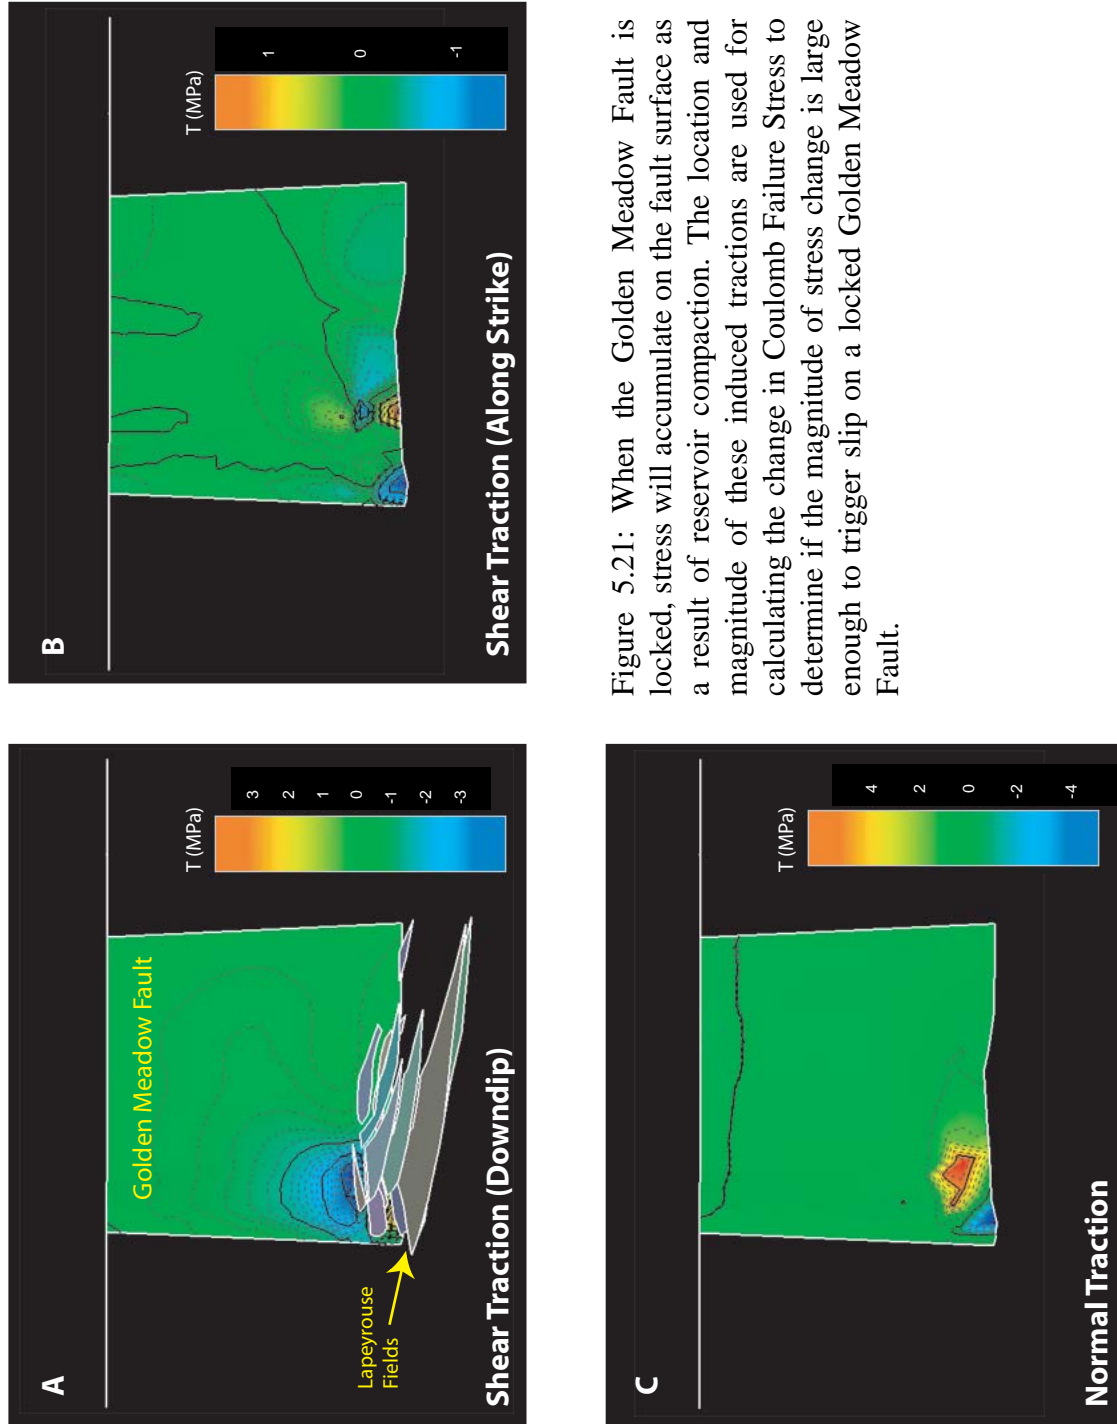 A
T (MPa)
3
2
1
0
-1
-2
-3
Golden Meadow Fault
Lapeyrouse
Fields
Shear Traction (Downdip)
B
T (MPa)
1
0
-1
Shear Traction (Along Strike)
C
T (MPa)
4
2
0
-2
-4
Normal Traction
Figure 5.21: When the Golden Meadow Fault is
locked, stress will accumulate on the fault surface as
a result of reservoir compaction. The location and
magnitude of these induced tractions are used for
calculating the change in Coulomb Failure Stress to
determine if the magnitude of stress change is large
enough to trigger slip on a locked Golden Meadow
Fault.